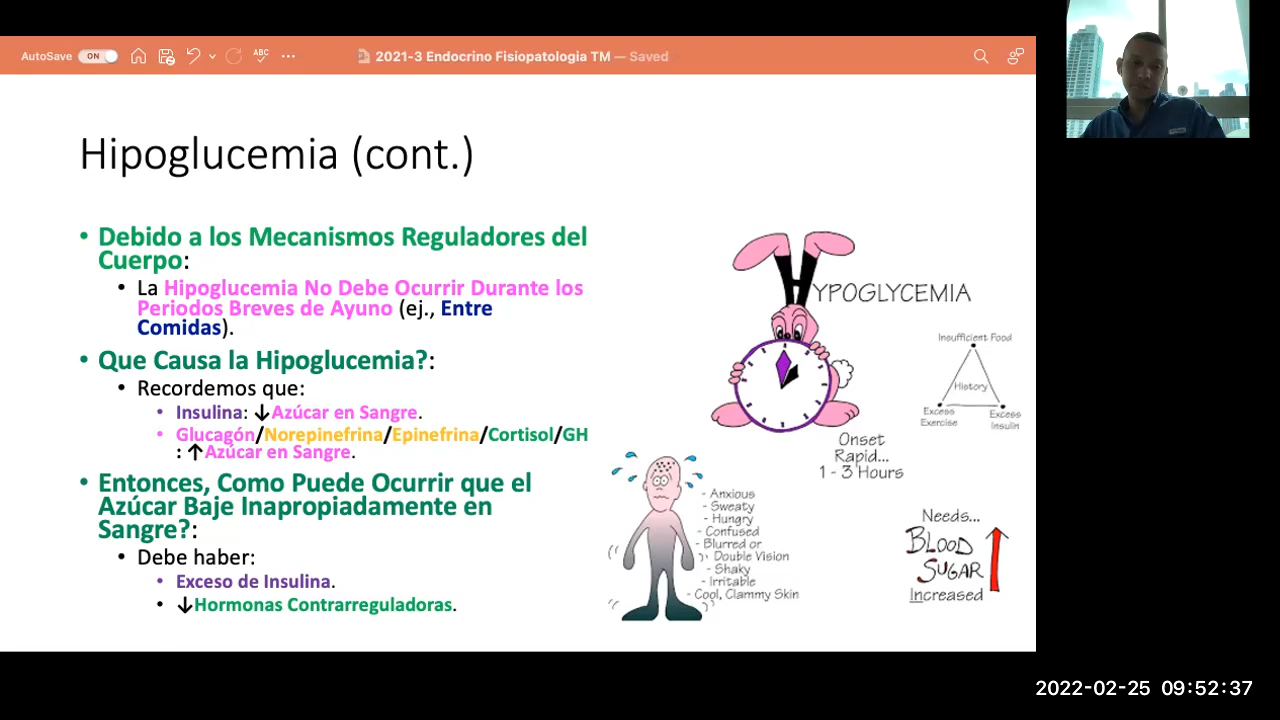 AutoSave ON
ABC
2021-3 Endocrino Fisiopatologia TM — Saved
Hipoglucemia (cont.)
• Debido a los Mecanismos Reguladores del
Cuerpo:
• La Hipoglucemia No Debe Ocurrir Durante los
Periodos Breves de Ayuno (ej., Entre
Comidas).
• Que Causa la Hipoglucemia?:
• Recordemos que:
• Insulina: ↓Azúcar en Sangre.
• Glucagón/Norepinefrina/Epinefrina/Cortisol/GH
: ↑Azúcar en Sangre.
• Entonces, Como Puede Ocurrir que el
Azúcar Baje Inapropiadamente en
Sangre?:
• Debe haber:
• Exceso de Insulina.
• ↓Hormonas Contrarreguladoras.
HYPOGLYCEMIA
Insufficient Food
History
Excess
Exercise
Excess
Insulin
Onset
Rapid...
1 - 3 Hours
- Anxious
- Sweaty
- Hungry
- Confused
- Blurred or
Double Vision
- Shaky
- Irritable
- Cool, Clammy Skin
Needs...
BLOOD
SUGAR
Increased
2022-02-25 09:52:37